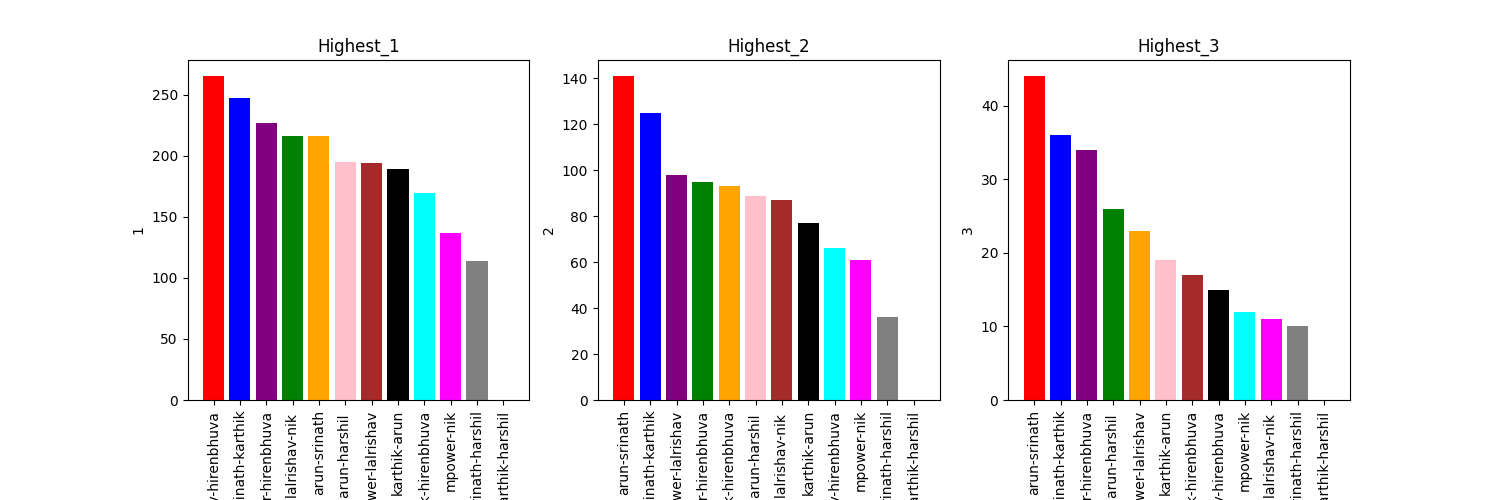 Highest_1
1
250
200
150
100
50
0
y-hirenbhuva
inath-karthik
r-hirenbhuva
lalrishav-nik
arun-srinath
arun-harshil
wer-lalrishav
karthik-arun
k-hirenbhuva
mpower-nik
inath-harshil
arthik-harshil
Highest_2
2
140
120
100
80
60
40
20
0
arun-srinath
inath-karthik
wer-lalrishav
r-hirenbhuva
k-hirenbhuva
arun-harshil
lalrishav-nik
karthik-arun
y-hirenbhuva
mpower-nik
inath-harshil
arthik-harshil
Highest_3
3
40
30
20
10
0
arun-srinath
inath-karthik
r-hirenbhuva
arun-harshil
wer-lalrishav
karthik-arun
k-hirenbhuva
y-hirenbhuva
mpower-nik
lalrishav-nik
inath-harshil
arthik-harshil